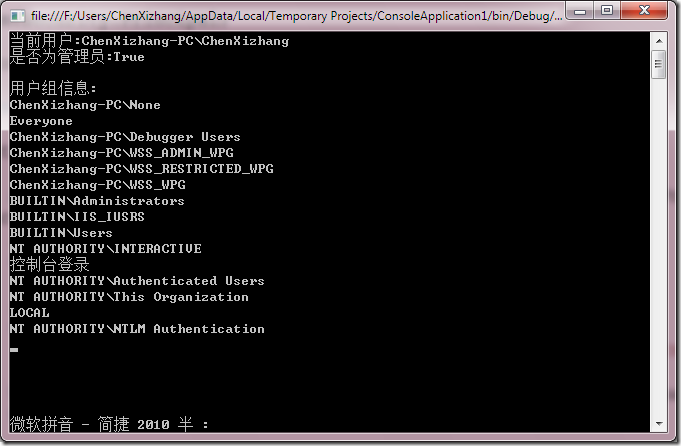 file:///F:/Users/ChenXizhang/AppData/Local/Temporary Projects/ConsoleApplication1/bin/Debug/...
当前用户:ChenXizhang-PC\ChenXizhang
是否为管理员:True
用户组信息:
ChenXizhang-PC\None
Everyone
ChenXizhang-PC\Debugger Users
ChenXizhang-PC\WSS_ADMIN_WPG
ChenXizhang-PC\WSS_RESTRICTED_WPG
ChenXizhang-PC\WSS_WPG
BUILTIN\Administrators
BUILTIN\IIS_IUSRS
BUILTIN\Users
NT AUTHORITY\INTERACTIVE
控制台登录
NT AUTHORITY\Authenticated Users
NT AUTHORITY\This Organization
LOCAL
NT AUTHORITY\NTLM Authentication
微软拼音 - 简捷 2010 半 :